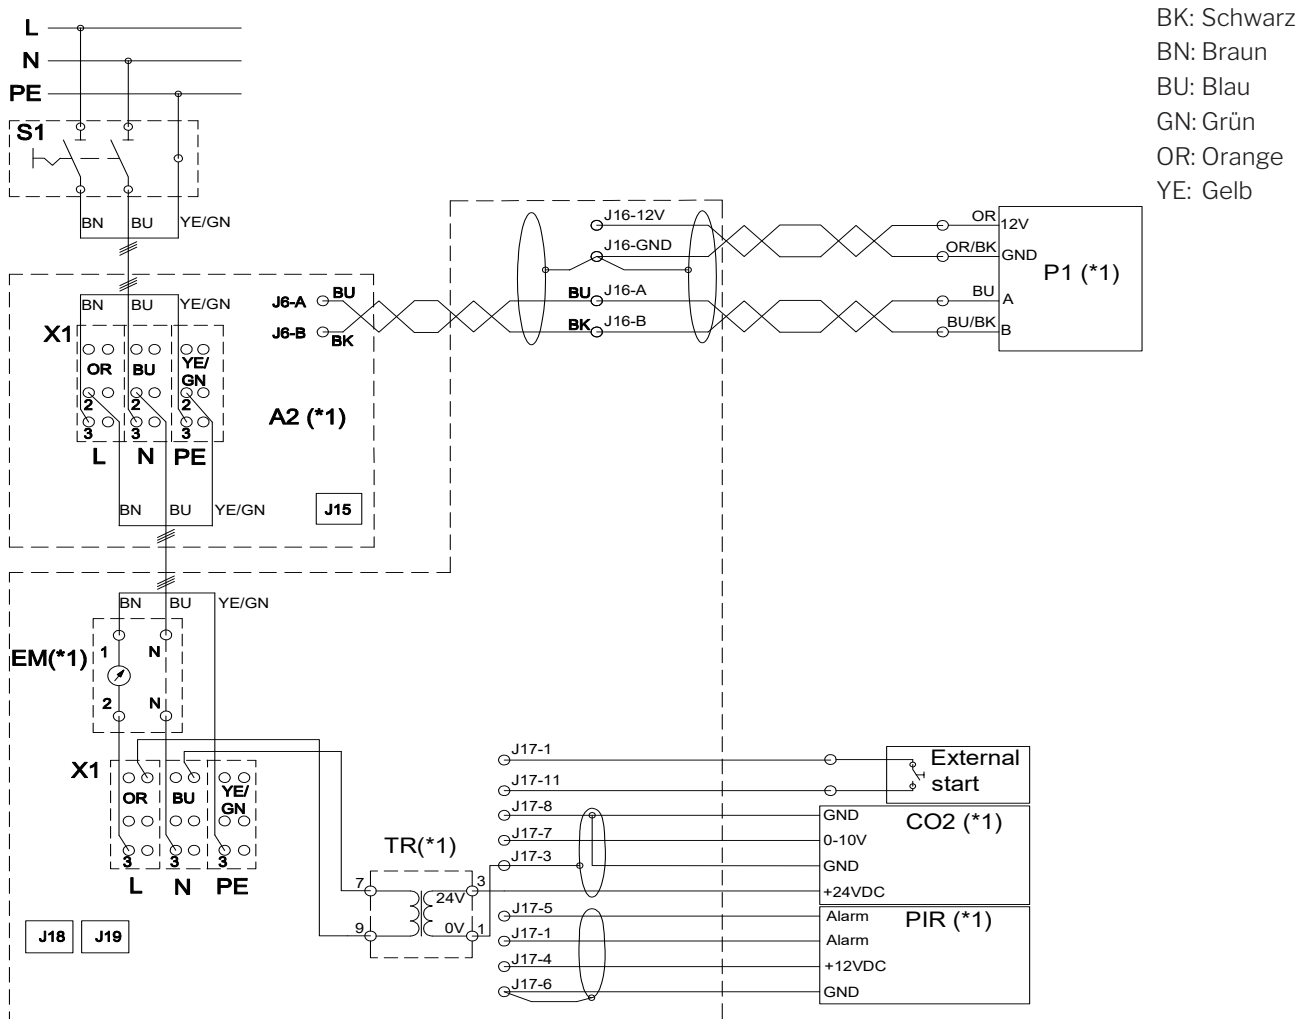 L
N
PE
S1
BN BU YE/GN
BK: Schwarz
BN: Braun
BU: Blau
GN: Grün
OR: Orange
YE: Gelb
BN BU YE/GN
X1
OR BU YE/
GN
2 2 2
3 3 3
L N PE
J6-A BU
J6-B BK
A2 (*1)
J15
BN BU YE/GN
J16-12V
J16-GND
BU J16-A
BK J16-B
OR 12V
OR/BK GND
BU A
BU/BK B
P1 (*1)
BN BU YE/GN
EM(*1)
1 N
2 N
X1
OR BU YE/
GN
3 3 3
L N PE
J18 J19
TR(*1)
7 3
24V
9 0V 1
J17-1
J17-11
J17-8
J17-7
J17-3
J17-5
J17-1
J17-4
J17-6
External
start
GND
0-10V
GND
+24VDC
CO2 (*1)
Alarm
Alarm
+12VDC
GND
PIR (*1)